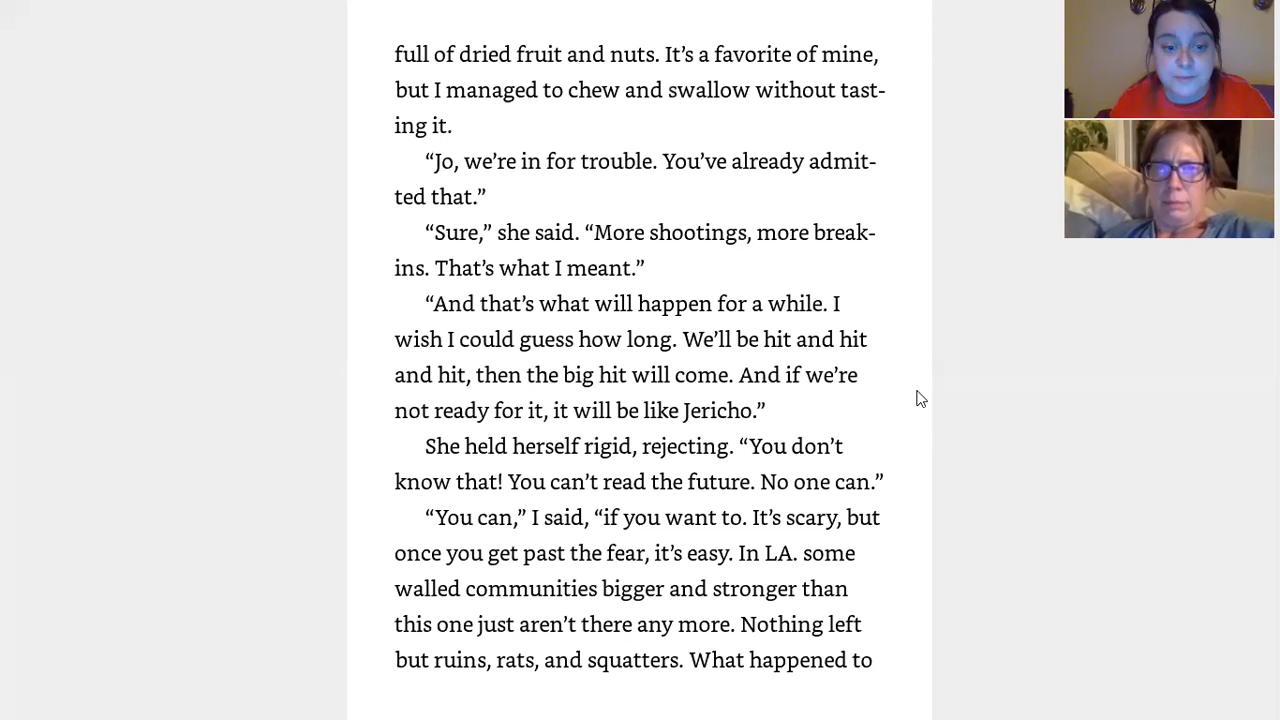 full of dried fruit and nuts. It’s a favorite of mine,
but I managed to chew and swallow without tast-
ing it.
“Jo, we’re in for trouble. You’ve already admit-
ted that.”
“Sure,” she said. “More shootings, more break-
ins. That’s what I meant.”
“And that’s what will happen for a while. I
wish I could guess how long. We’ll be hit and hit
and hit, then the big hit will come. And if we’re
not ready for it, it will be like Jericho.”
She held herself rigid, rejecting. “You don’t
know that! You can’t read the future. No one can.”
“You can,” I said, “if you want to. It’s scary, but
once you get past the fear, it’s easy. In LA. some
walled communities bigger and stronger than
this one just aren’t there any more. Nothing left
but ruins, rats, and squatters. What happened to